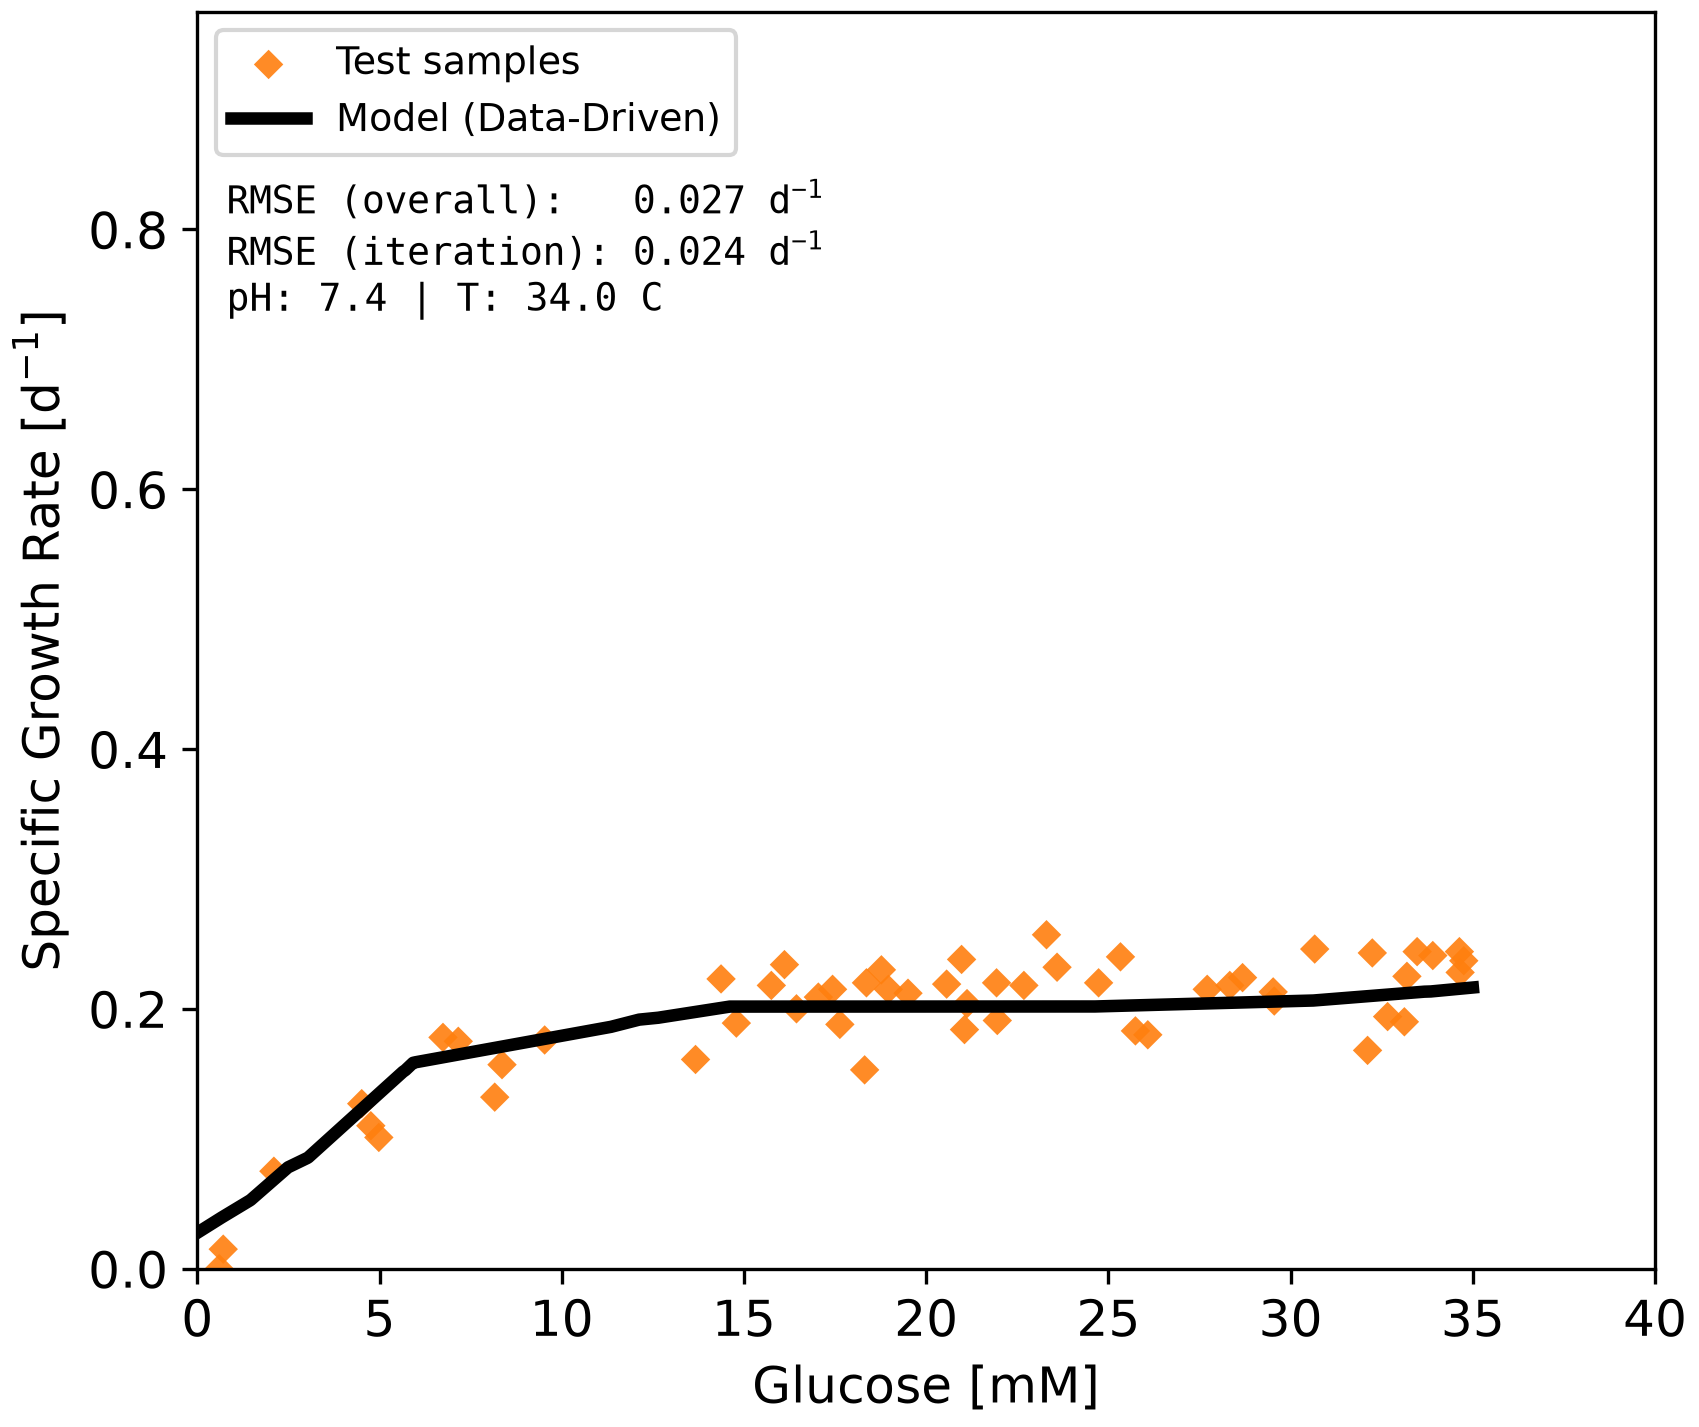 Test samples
Model (Data-Driven)
RMSE (overall): 0.027 d⁻¹
RMSE (iteration): 0.024 d⁻¹
pH: 7.4 | T: 34.0 C
Specific Growth Rate [d⁻¹]
0.8
0.6
0.4
0.2
0.0
0 5 10 15 20 25 30 35 40
Glucose [mM]